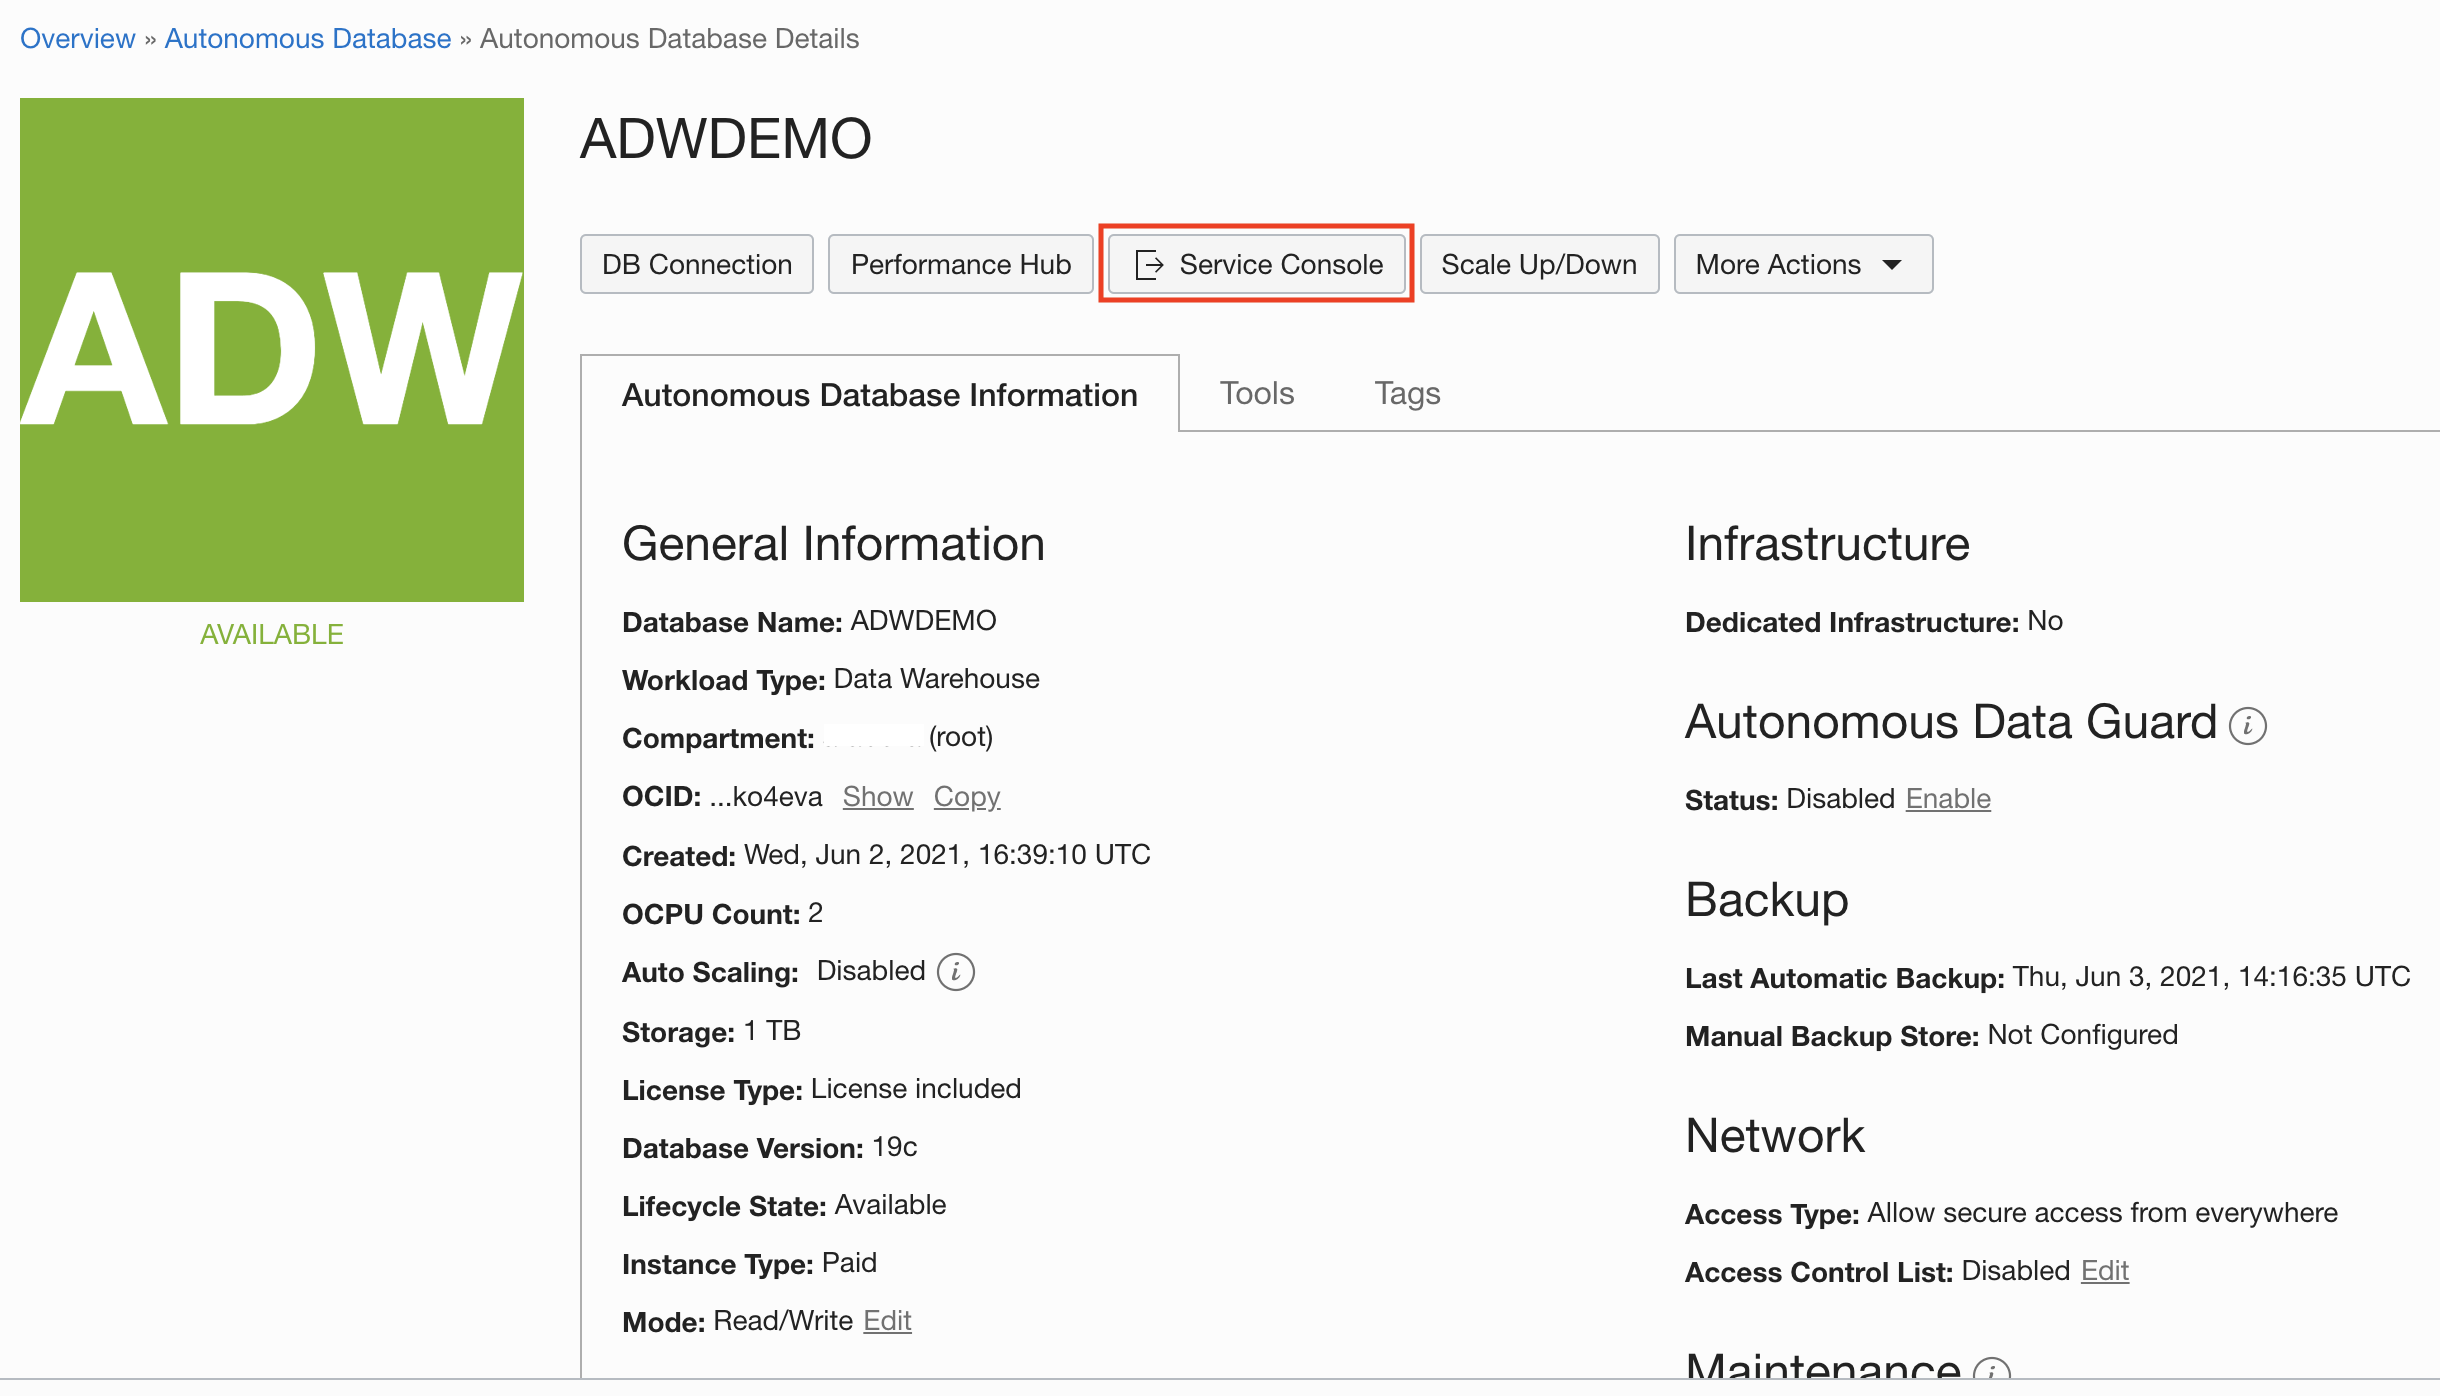 Overview » Autonomous Database » Autonomous Database Details
ADW
AVAILABLE
ADWDEMO
DB Connection
Performance Hub
Service Console
Scale Up/Down
More Actions
Autonomous Database Information
Tools
Tags
General Information
Database Name: ADWDEMO
Workload Type: Data Warehouse
Compartment: (root)
OCID: ...ko4eva Show Copy
Created: Wed, Jun 2, 2021, 16:39:10 UTC
OCPU Count: 2
Auto Scaling: Disabled i
Storage: 1 TB
License Type: License included
Database Version: 19c
Lifecycle State: Available
Instance Type: Paid
Mode: Read/Write Edit
Infrastructure
Dedicated Infrastructure: No
Autonomous Data Guard i
Status: Disabled Enable
Backup
Last Automatic Backup: Thu, Jun 3, 2021, 14:16:35 UTC
Manual Backup Store: Not Configured
Network
Access Type: Allow secure access from everywhere
Access Control List: Disabled Edit
Maintenance i